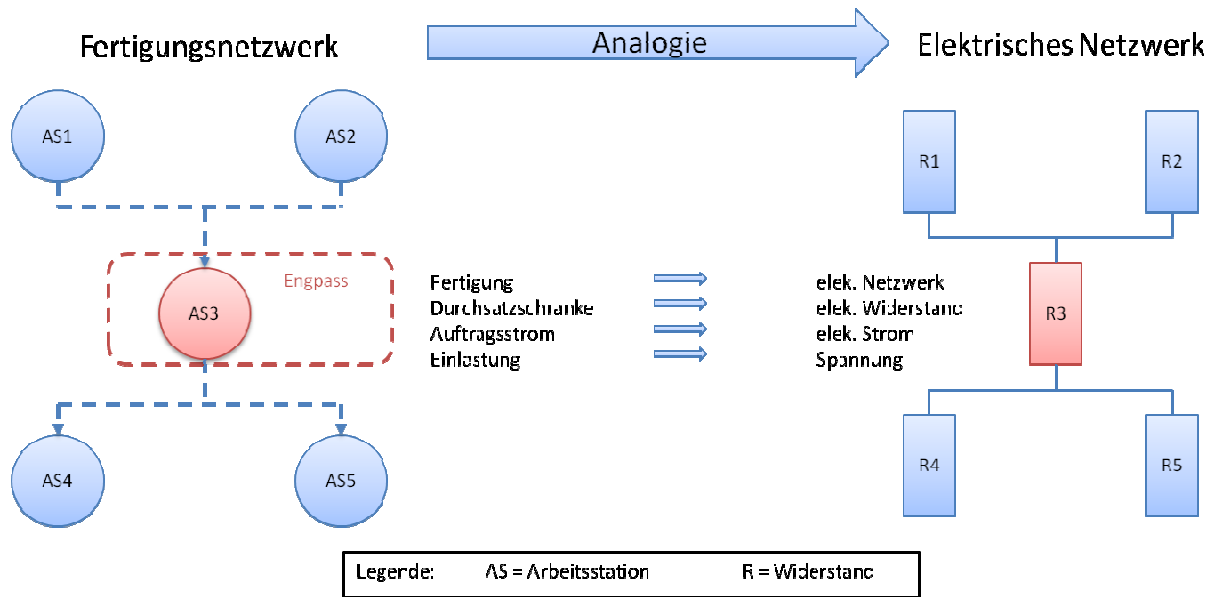 Fertigungsnetzwerk
Analogie
Elektrisches Netzwerk
AS1
AS2
R1
R2
Engpass
AS3
R3
Fertigung
elek. Netzwerk
Durchsatzschranke
elek. Widerstand
Auftragsstrom
elek. Strom
Einlastung
Spannung
AS4
AS5
R4
R5
Legende: AS = Arbeitsstation R = Widerstand